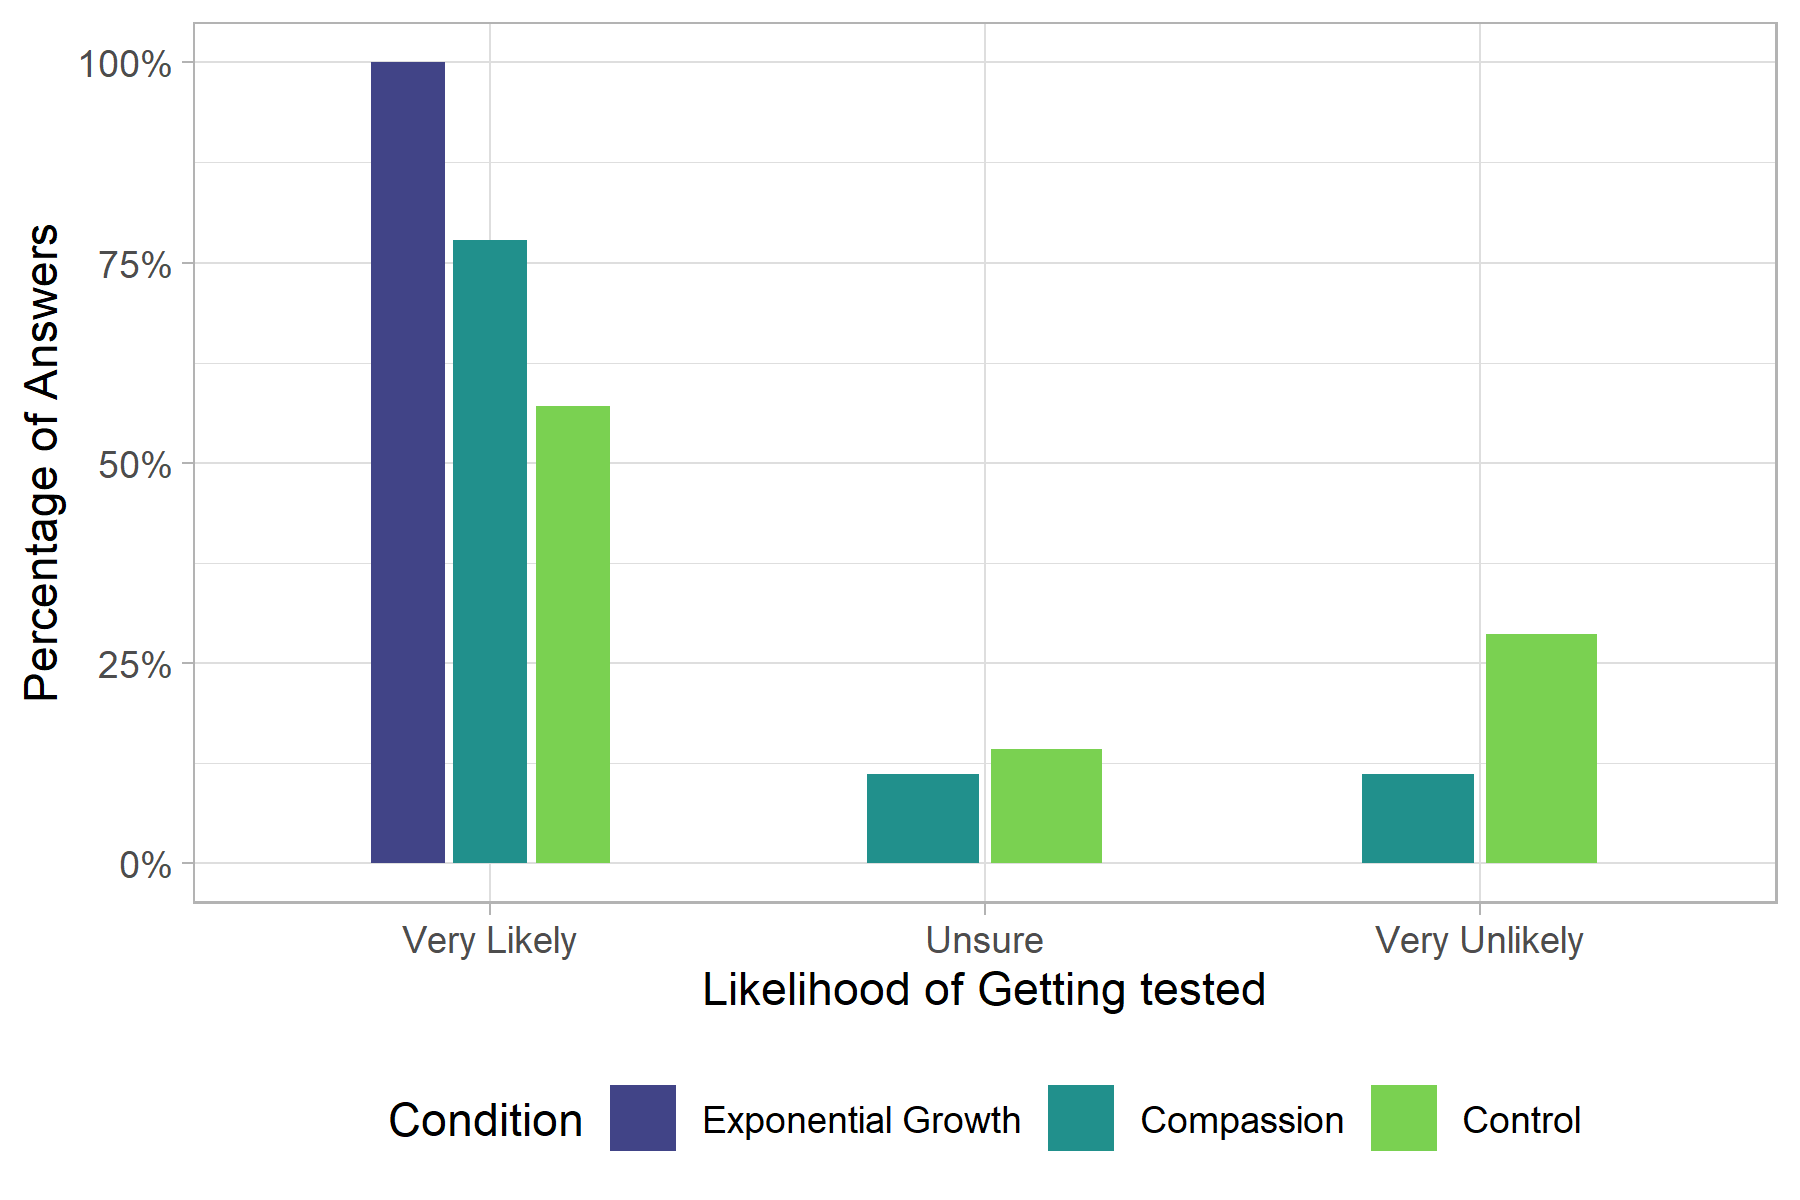 Percentage of Answers
100%
75%
50%
25%
0%
Very Likely Unsure Very Unlikely
Likelihood of Getting tested
Condition Exponential Growth Compassion Control